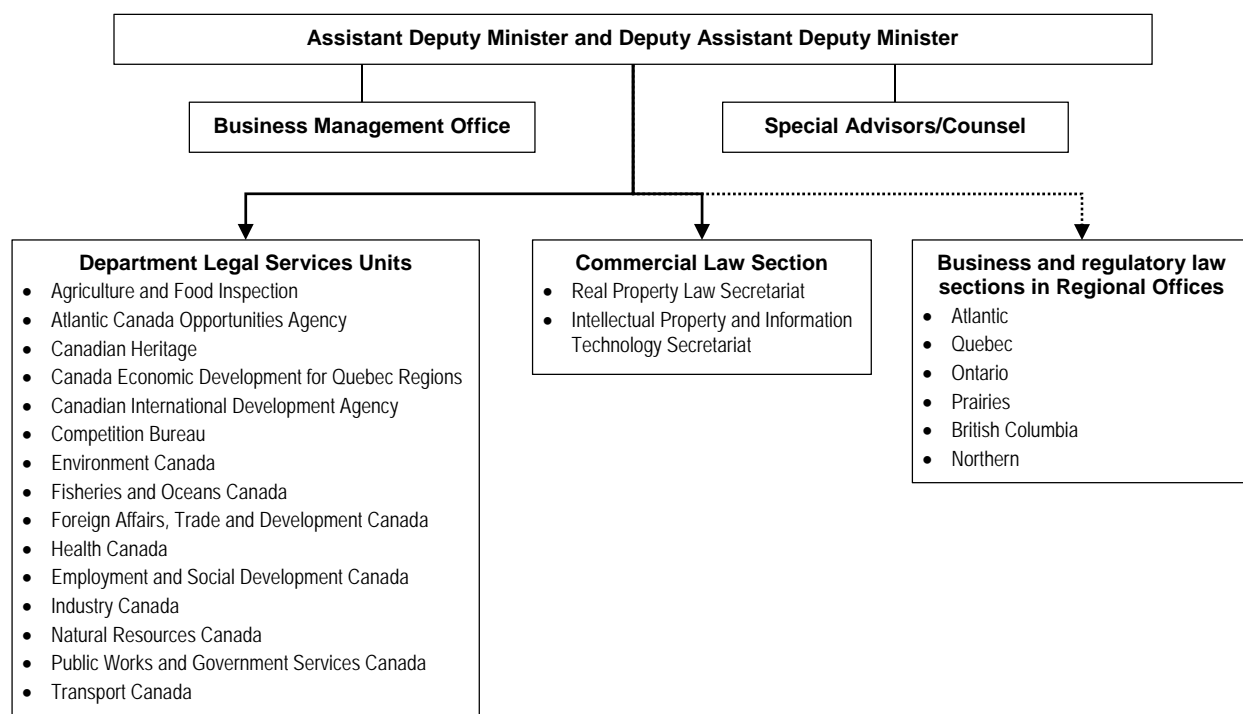 Assistant Deputy Minister and Deputy Assistant Deputy Minister
Business Management Office
Special Advisors/Counsel
Department Legal Services Units
• Agriculture and Food Inspection
• Atlantic Canada Opportunities Agency
• Canadian Heritage
• Canada Economic Development for Quebec Regions
• Canadian International Development Agency
• Competition Bureau
• Environment Canada
• Fisheries and Oceans Canada
• Foreign Affairs, Trade and Development Canada
• Health Canada
• Employment and Social Development Canada
• Industry Canada
• Natural Resources Canada
• Public Works and Government Services Canada
• Transport Canada
Commercial Law Section
• Real Property Law Secretariat
• Intellectual Property and Information
Technology Secretariat
Business and regulatory law
sections in Regional Offices
• Atlantic
• Quebec
• Ontario
• Prairies
• British Columbia
• Northern